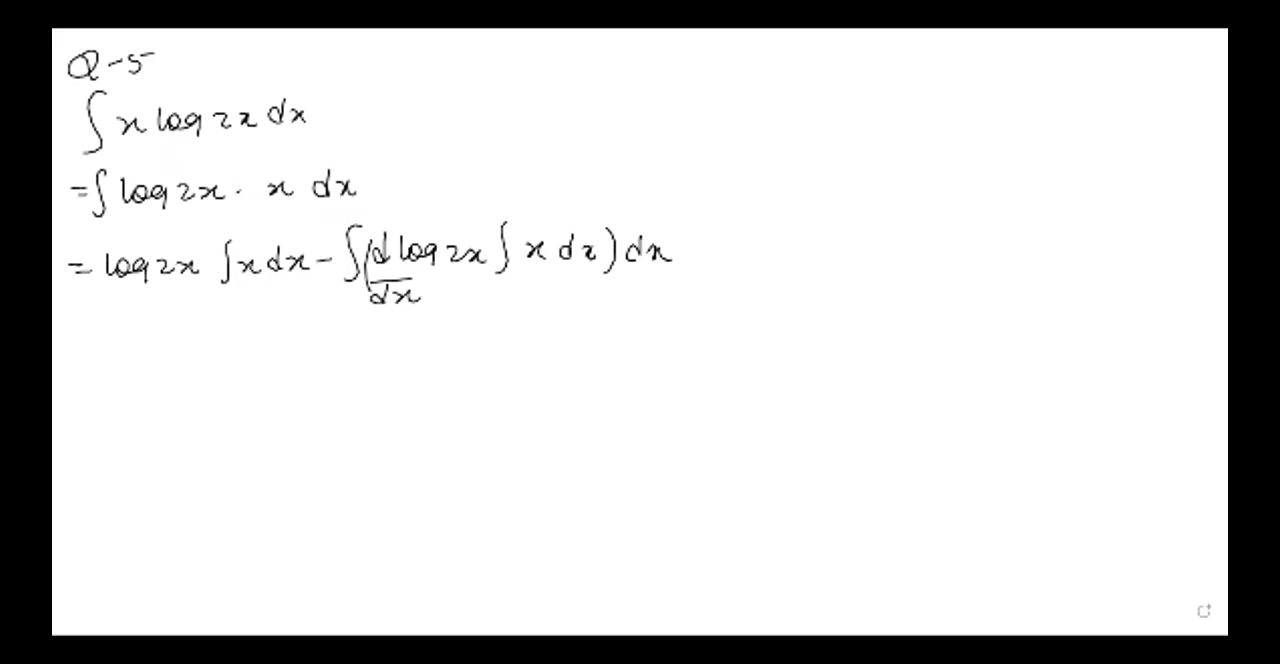 Q-5
∫ x log 2x dx
= ∫ log 2x · x dx
= log 2x ∫ x dx - ∫ (d/dx log 2x ∫ x dx) dx